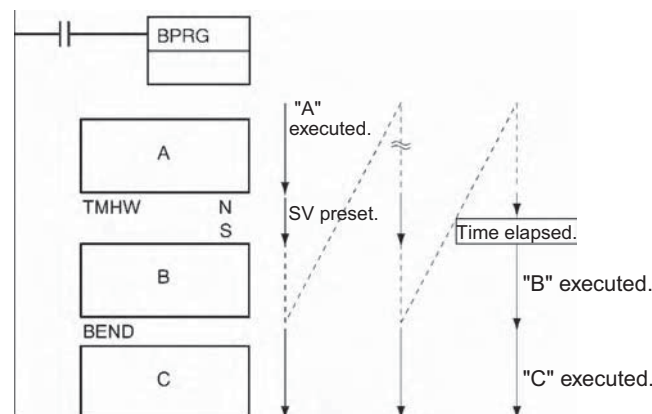 BPRG
"A"
executed.
A
TMHW N
S
SV preset.
Time elapsed.
B
"B" executed.
BEND
C
"C" executed.